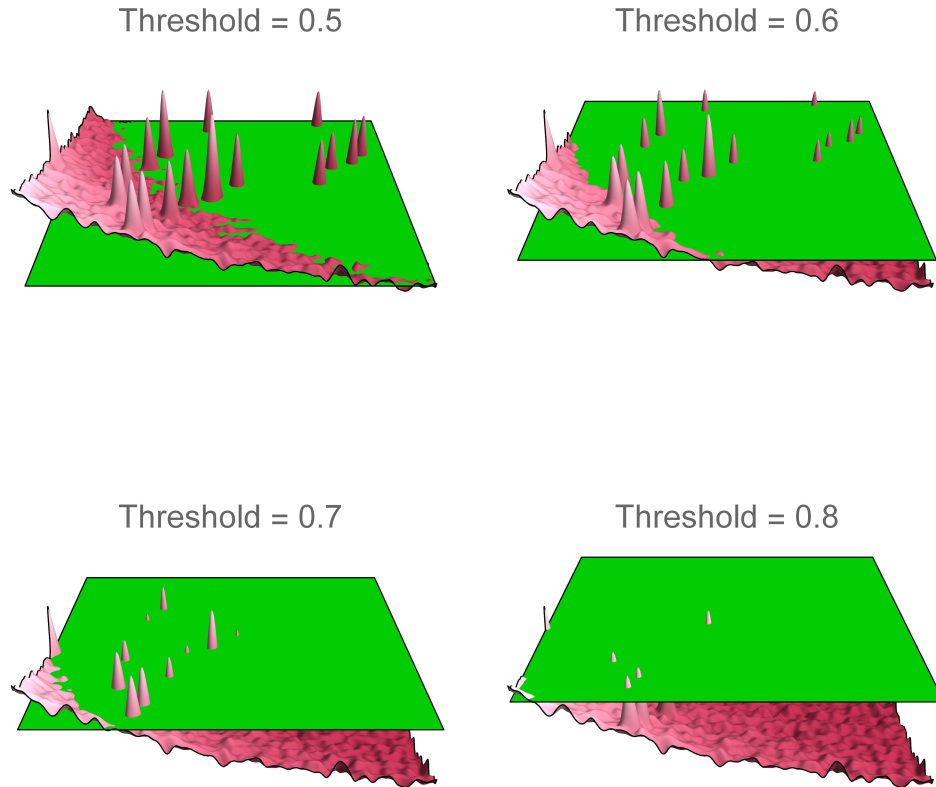 Threshold = 0.5
Threshold = 0.6
Threshold = 0.7
Threshold = 0.8